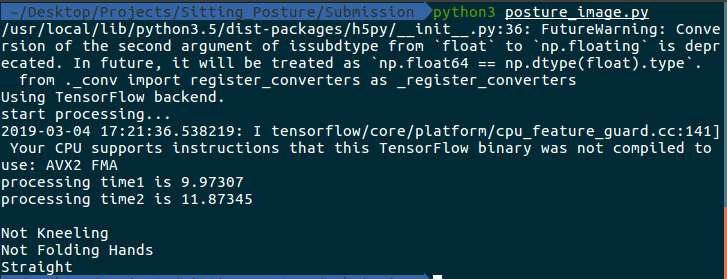 ~/Desktop/Projects/Sitting Posture/Submission python3 posture_image.py
/usr/local/lib/python3.5/dist-packages/h5py/__init__.py:36: FutureWarning: Conve
rsion of the second argument of issubdtype from `float` to `np.floating` is depr
ecated. In future, it will be treated as `np.float64 == np.dtype(float).type`.
from ._conv import register_converters as _register_converters
Using TensorFlow backend.
start processing...
2019-03-04 17:21:36.538219: I tensorflow/core/platform/cpu_feature_guard.cc:141]
Your CPU supports instructions that this TensorFlow binary was not compiled to
use: AVX2 FMA
processing time1 is 9.97307
processing time2 is 11.87345
Not Kneeling
Not Folding Hands
Straight